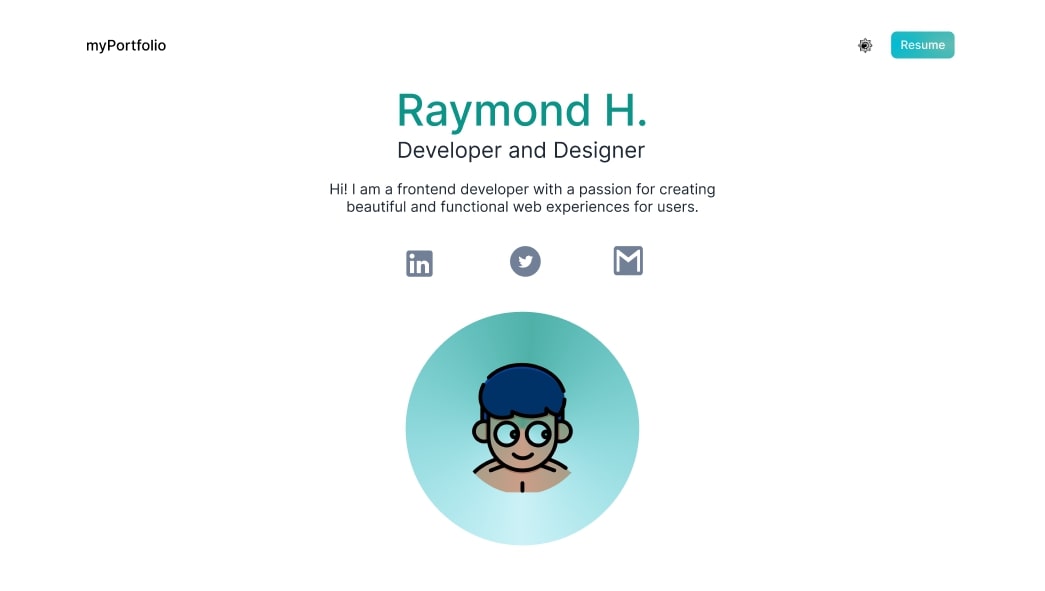 myPortfolio
Resume
Raymond H.
Developer and Designer
Hi! I am a frontend developer with a passion for creating
beautiful and functional web experiences for users.
in